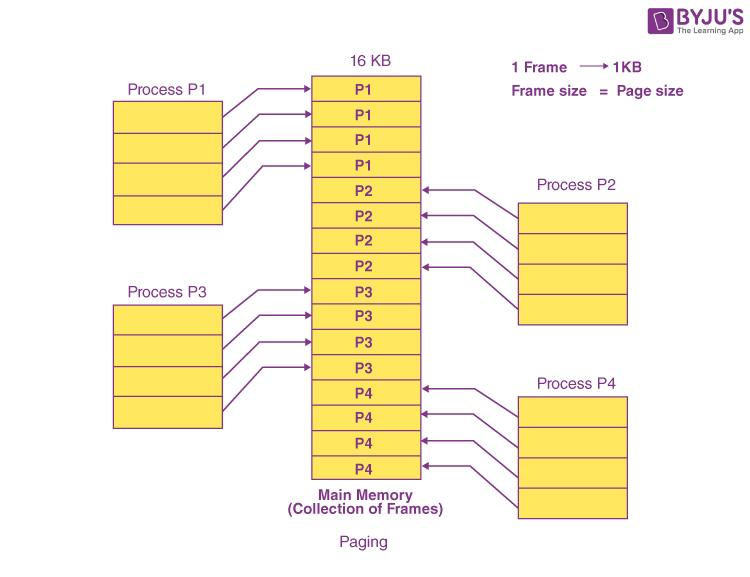 BYJU'S
The Learning App
16 KB
1 Frame → 1KB
Frame size = Page size
Process P1
P1
P1
P1
P1
P2
P2
P2
P2
P3
P3
P3
P3
P4
P4
P4
P4
Process P2
Process P3
Process P4
Main Memory
(Collection of Frames)
Paging